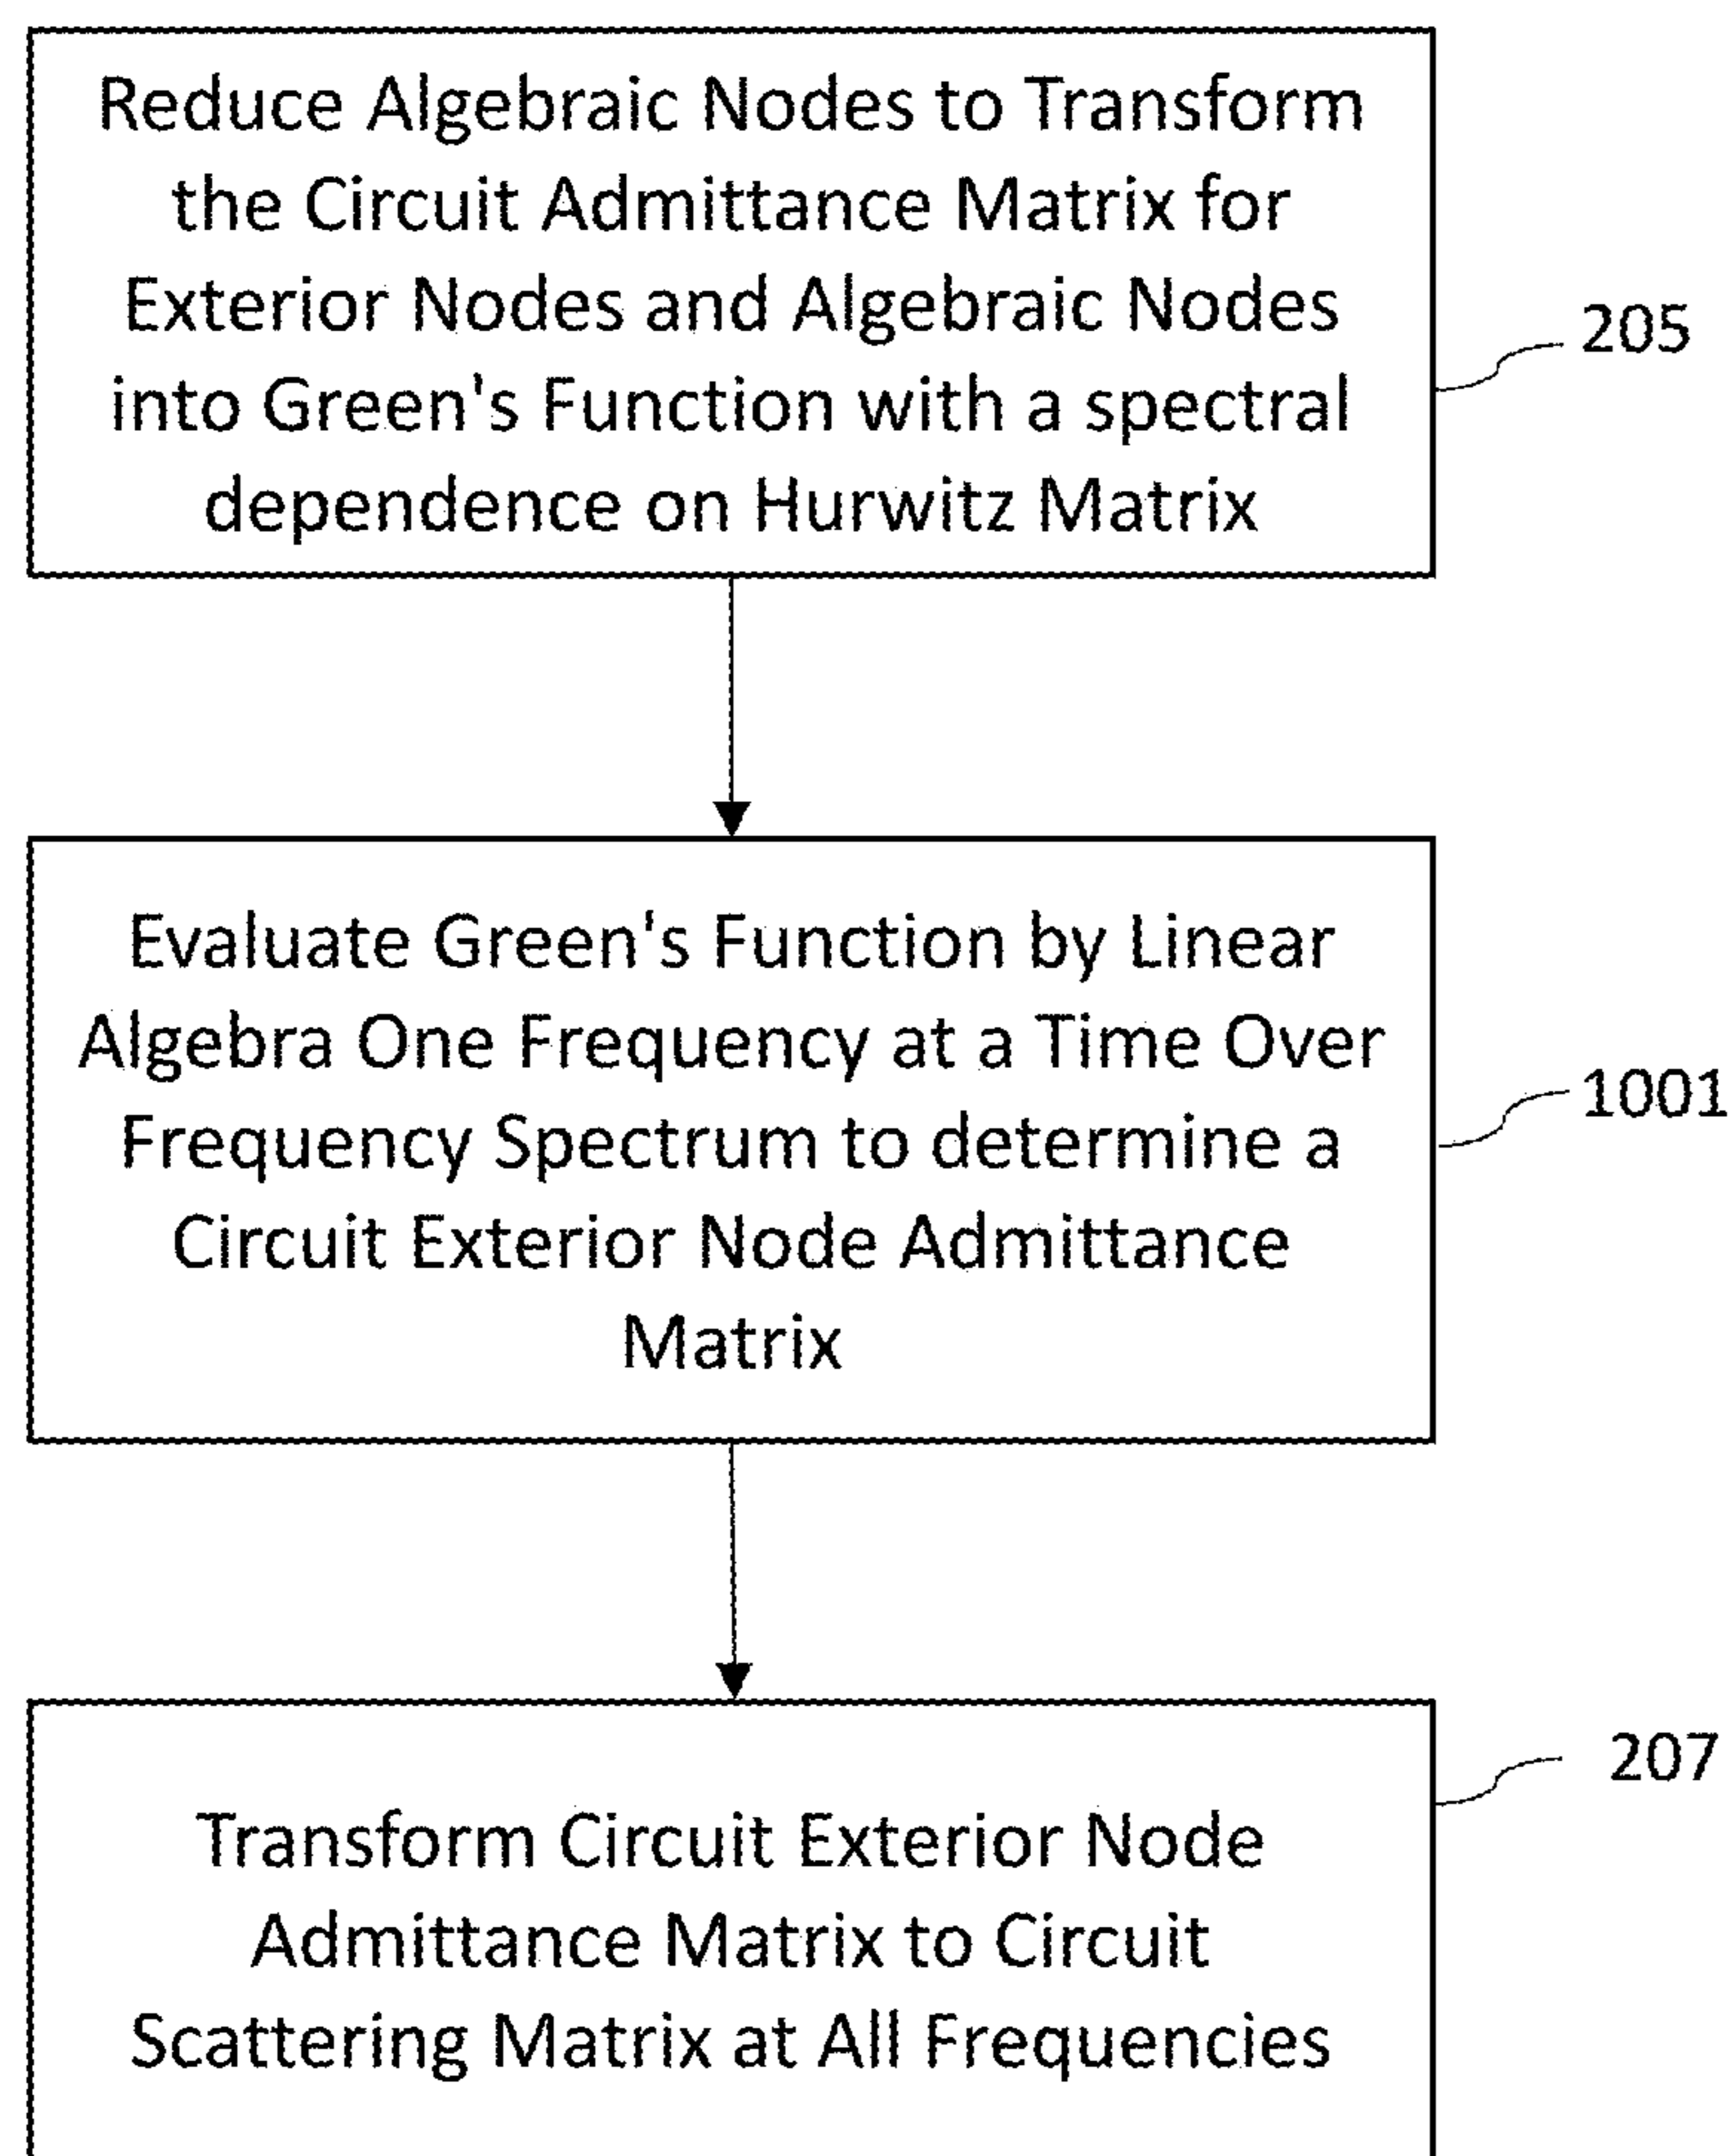 Reduce Algebraic Nodes to Transform
the Circuit Admittance Matrix for
Exterior Nodes and Algebraic Nodes
into Green's Function with a spectral
dependence on Hurwitz Matrix
205
Evaluate Green's Function by Linear
Algebra One Frequency at a Time Over
Frequency Spectrum to determine a
Circuit Exterior Node Admittance
Matrix
1001
Transform Circuit Exterior Node
Admittance Matrix to Circuit
Scattering Matrix at All Frequencies
207